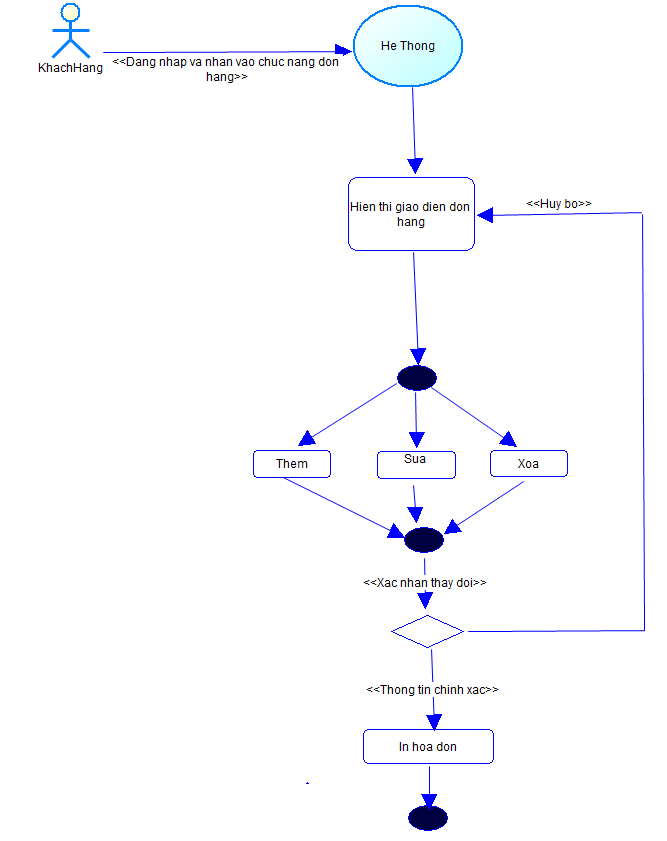 He Thong
KhachHang
<<Dang nhap va nhan vao chuc nang don
hang>>
Hien thi giao dien don
hang
<<Huy bo>>
Them
Sua
Xoa
<<Xac nhan thay doi>>
<<Thong tin chinh xac>>
In hoa don